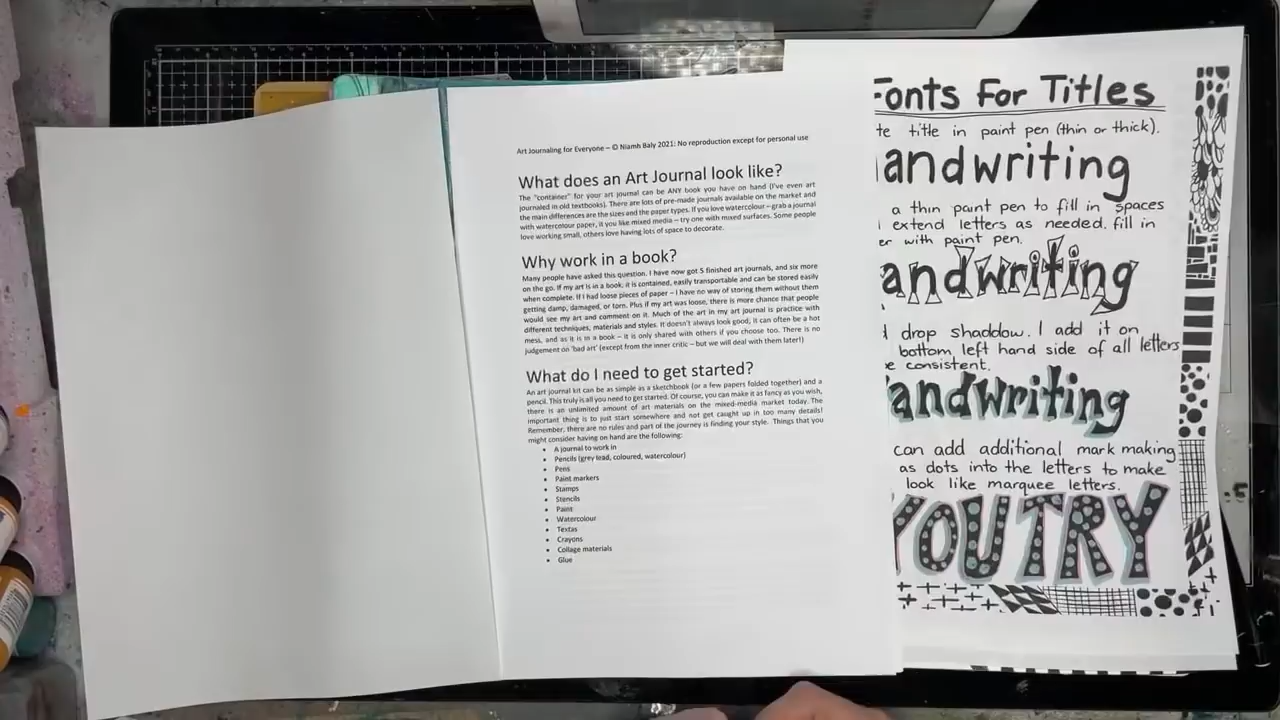 Art Journaling for Everyone – © Niamh Baly 2021: No reproduction except for personal use
What does an Art Journal look like?
The "container" for your art journal can be ANY book you have on hand (I've even art
journaled in old textbooks). There are lots of pre-made journals available on the market and
the main differences are the sizes and the paper types. If you love watercolour – grab a journal
with watercolour paper, it you like mixed media – try one with mixed surfaces. Some people
love working small, others love having lots of space to decorate.
Why work in a book?
Many people have asked this question. I have now got 5 finished art journals, and six more
on the go. If my art is in a book, it is contained, easily transportable and can be stored easily
when complete. If I had loose pieces of paper – I have no way of storing them without them
getting damp, damaged, or torn. Plus if my art was loose, there is more chance that people
would see my art and comment on it. Much of the art in my art journal is practice with
different techniques, materials and styles. It doesn't always look good, it can often be a hot
mess, and as it is in a book – it is only shared with others if you choose too. There is no
judgement on 'bad art' (except from the inner critic – but we will deal with them later!)
What do I need to get started?
An art journal kit can be as simple as a sketchbook (or a few papers folded together) and a
pencil. This truly is all you need to get started. Of course, you can make it as fancy as you wish,
there is an unlimited amount of art materials on the mixed-media market today. The
important thing is to just start somewhere and not get caught up in too many details!
Remember, there are no rules and part of the journey is finding your style. Things that you
might consider having on hand are the following:
• A journal to work in
• Pencils (grey lead, coloured, watercolour)
• Pens
• Paint markers
• Stamps
• Stencils
• Paint
• Watercolour
• Textas
• Crayons
• Collage materials
• Glue
Fonts For Titles
te title in paint pen (thin or thick).
andwriting
a thin paint pen to fill in spaces
extend letters as needed. fill in
er with paint pen.
andwriting
drop shaddow. I add it on
bottom left hand side of all letters
e consistent.
andwriting
can add additional mark making
as dots into the letters to make
look like marquee letters.
YOU TRY